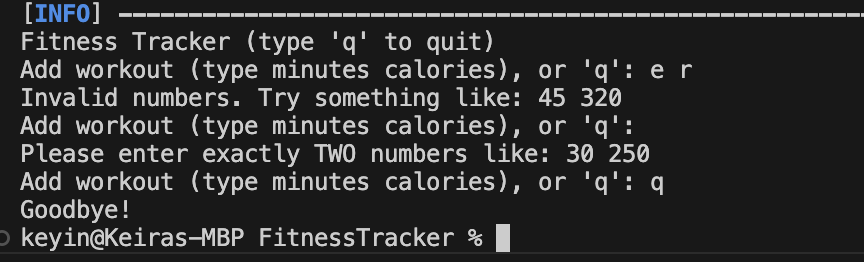 [INFO] ------------------------------------------------------------------------
Fitness Tracker (type 'q' to quit)
Add workout (type minutes calories), or 'q': e r
Invalid numbers. Try something like: 45 320
Add workout (type minutes calories), or 'q':
Please enter exactly TWO numbers like: 30 250
Add workout (type minutes calories), or 'q': q
Goodbye!
keyin@Keiras-MBP FitnessTracker %